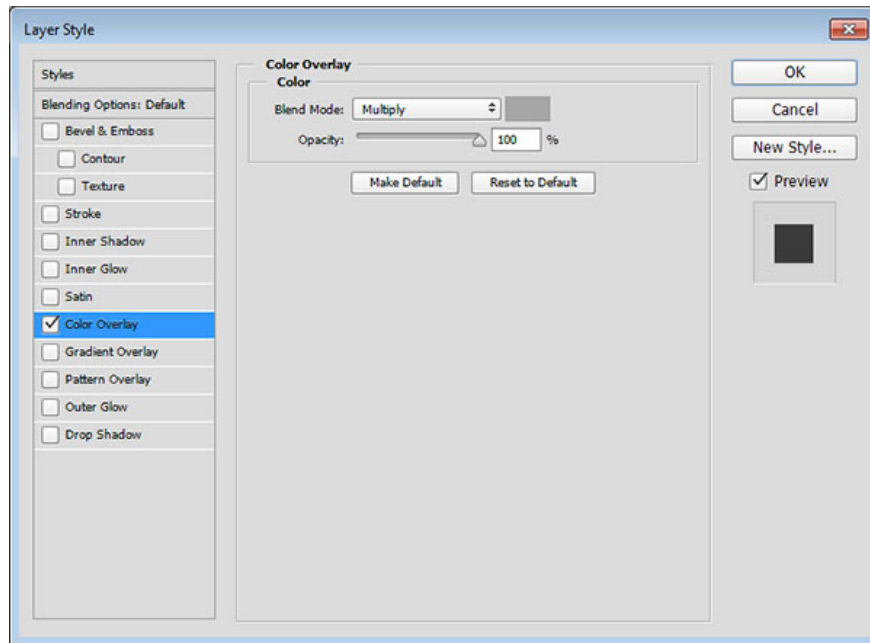 Layer Style
Styles
Blending Options: Default
Bevel & Emboss
Contour
Texture
Stroke
Inner Shadow
Inner Glow
Satin
Color Overlay
Gradient Overlay
Pattern Overlay
Outer Glow
Drop Shadow
Color Overlay
Color
Blend Mode: Multiply
Opacity: 100 %
Make Default Reset to Default
OK
Cancel
New Style...
Preview